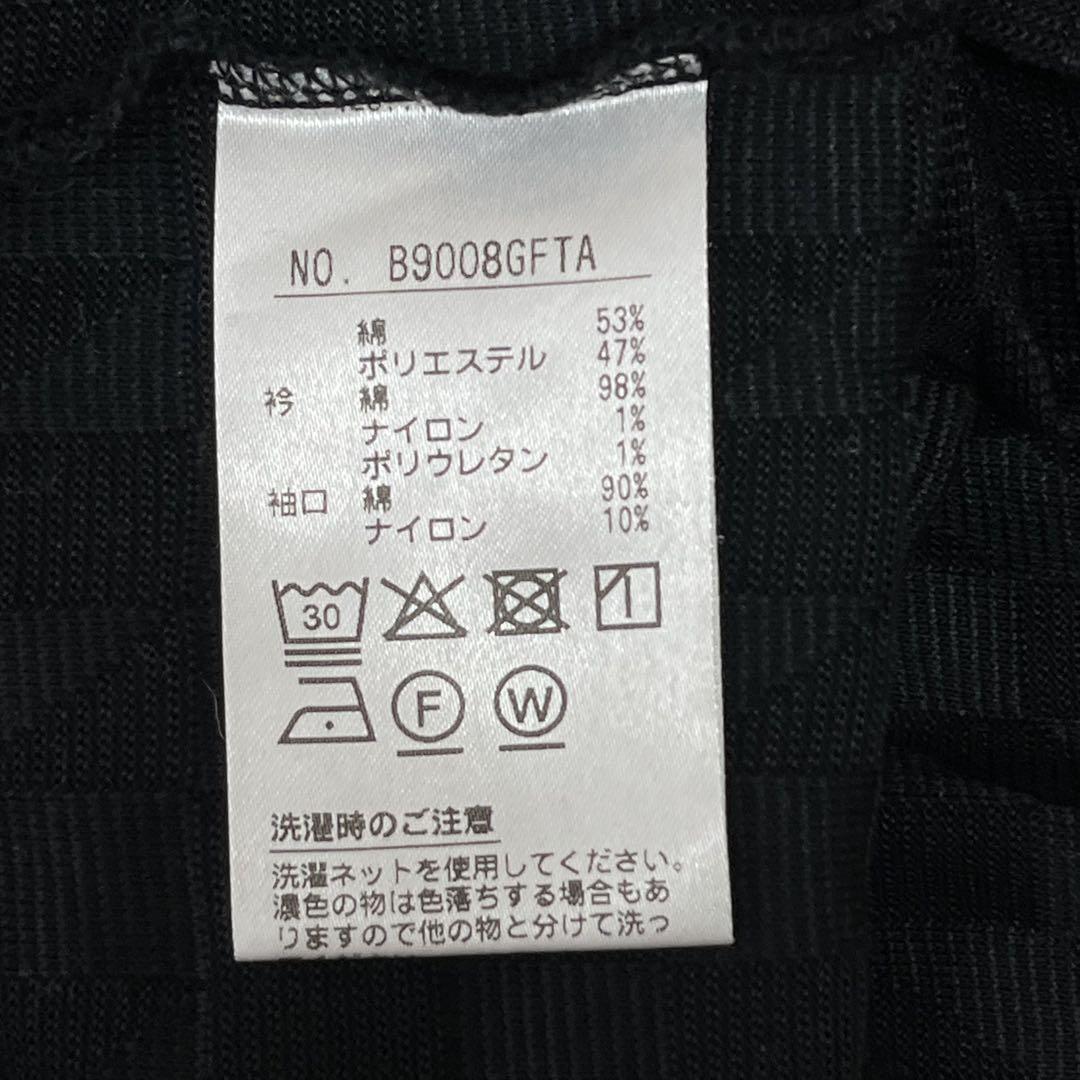 NO. B9008GFTA
綿 53%
ポリエステル 47%
衿 綿 98%
ナイロン 1%
ポリウレタン 1%
袖口 綿 90%
ナイロン 10%
30
F W
洗濯時のご注意
洗濯ネットを使用してください。
濃色の物は色落ちする場合もあ
りますので他の物と分けて洗っ